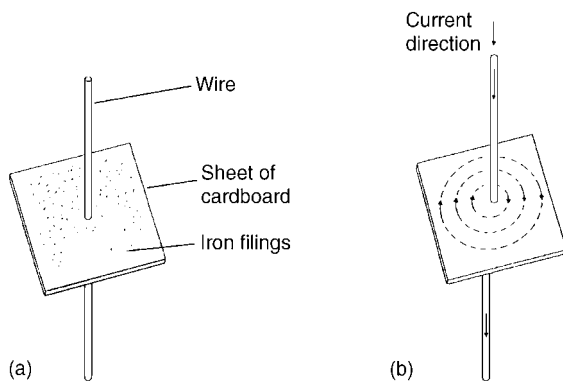 Wire
Sheet of
cardboard
Iron filings
(a)
Current
direction
(b)